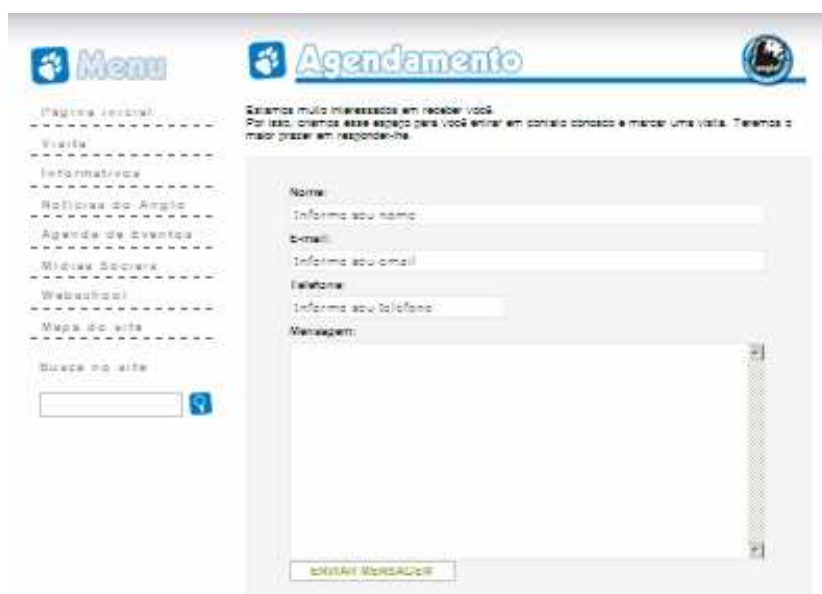 Menu
Página inicial
Visita
Informativos
Notícias do Anglo
Agenda de Eventos
Mídias Sociais
Webschool
Mapa do site
Busca no site
Agendamento
Estamos muito interessados em receber você.
Por isso, criamos esse espaço para você entrar em contato conosco e marcar uma visita. Teremos o
maior prazer em responder-lhe.
Nome:
Informe seu nome
E-mail:
Informe seu email
Telefone:
Informe seu telefone
Mensagem:
ENVIAR MENSAGEM